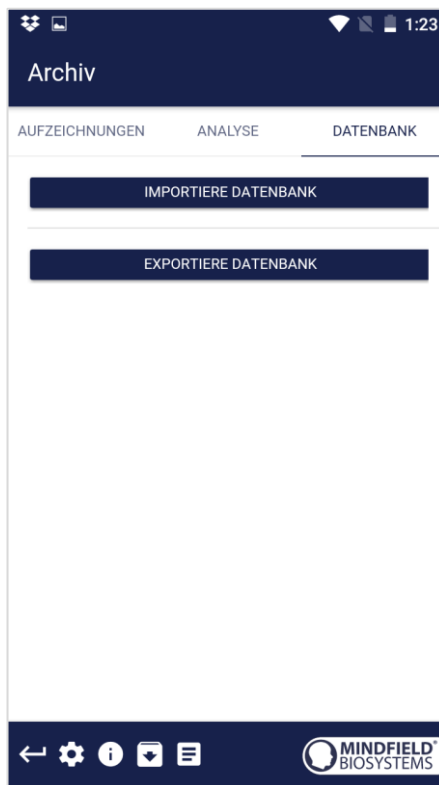 1:23
Archiv
AUFZEICHNUNGEN ANALYSE DATENBANK
IMPORTIERE DATENBANK
EXPORTIERE DATENBANK
MINDFIELD®
BIOSYSTEMS